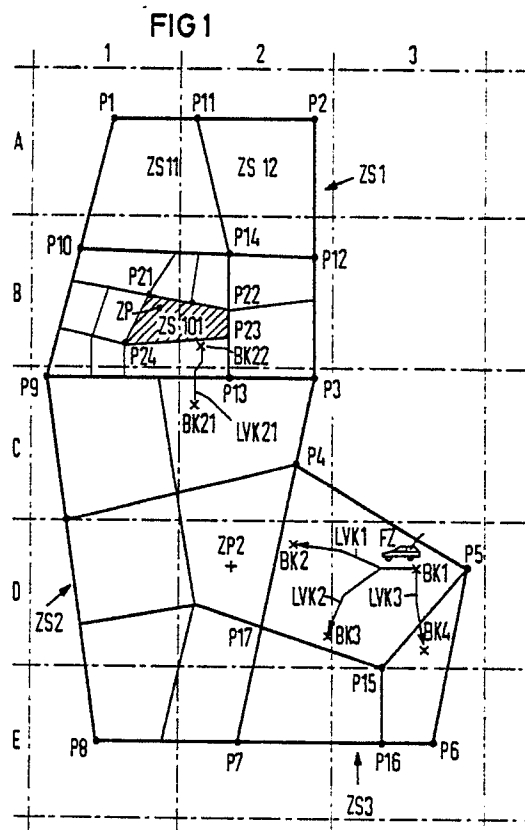 FIG 1
1 2 3
P1 P11 P2
A
ZS11 ZS 12 ZS1
P10 P14 P12
B
P21 P22
ZP ZS 101 P23
P24 BK22
P9 P13 P3
BK21 LVK21
C
P4
ZP2 BK2 LVK1 FZ P5
D
LVK2 LVK3 BK1
ZS2 P17 BK3 BK4
P15
E
P8 P7 P16 P6
ZS3